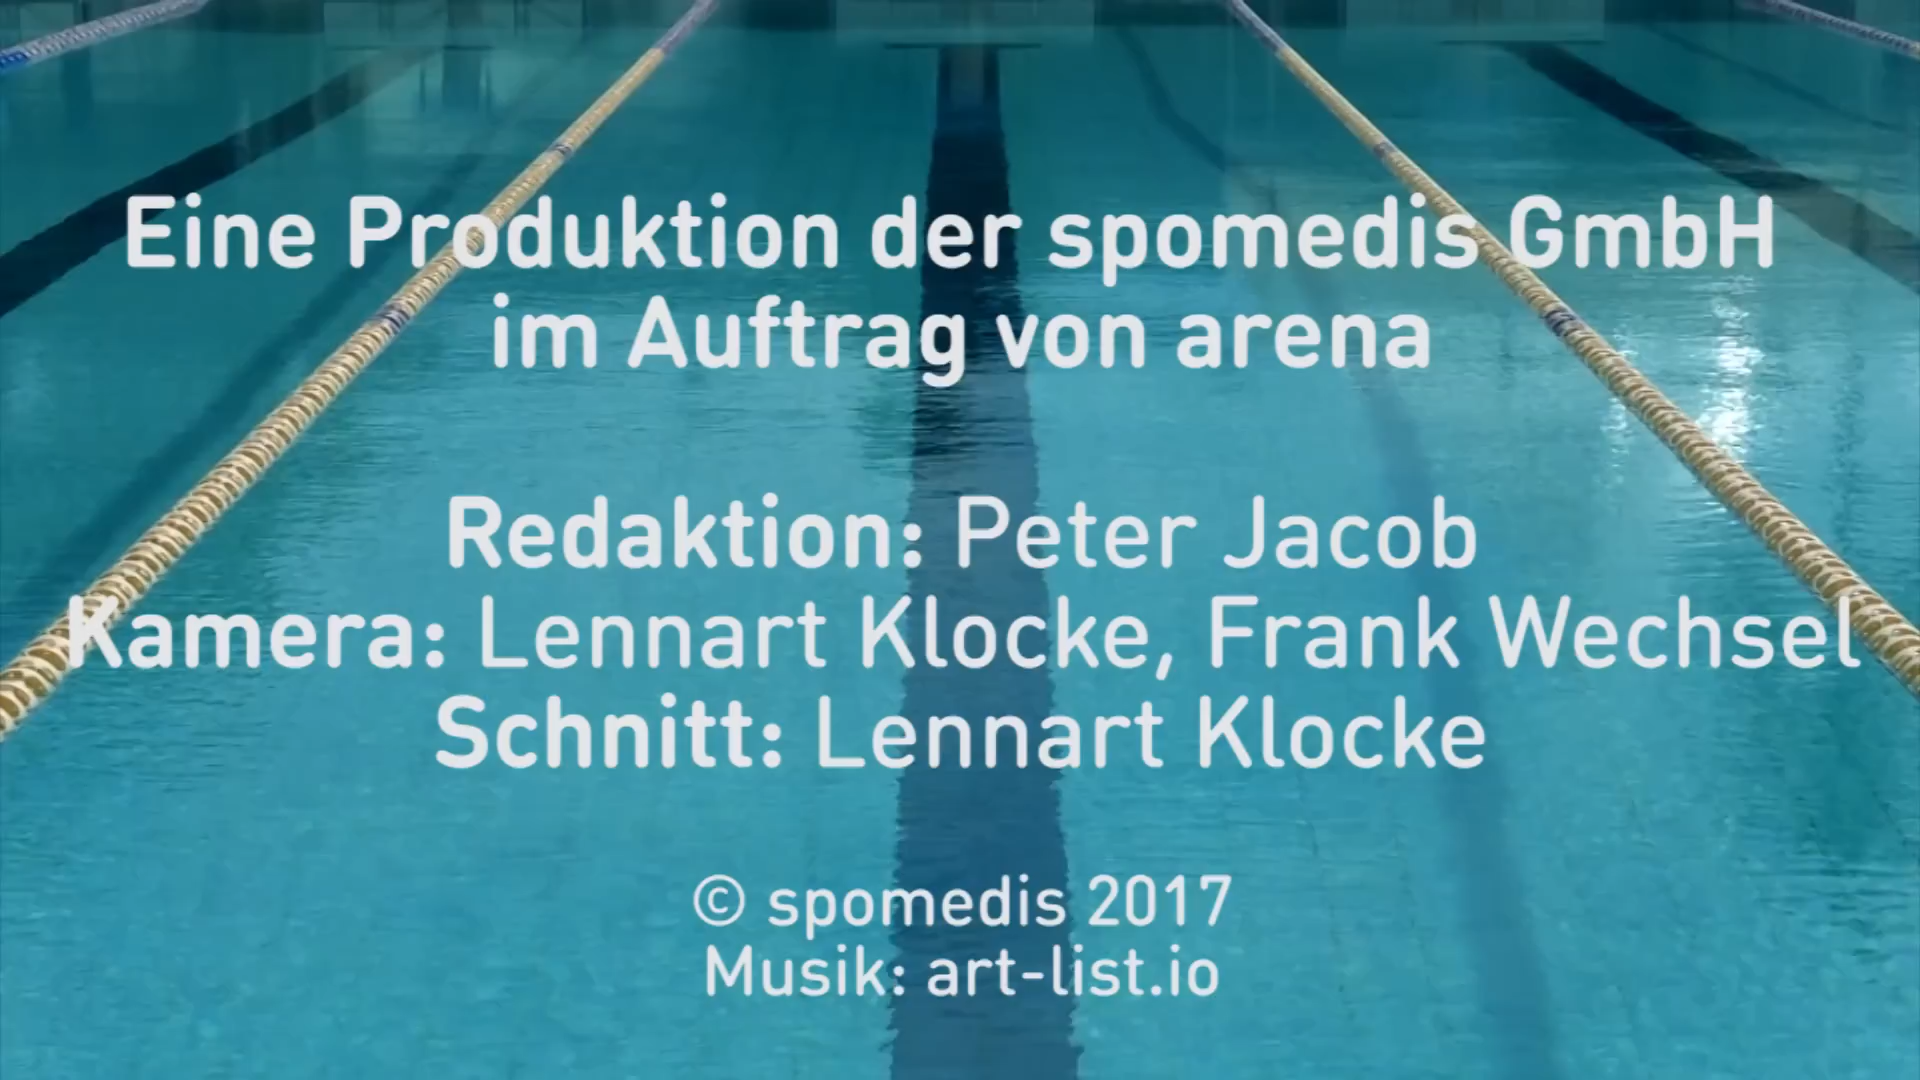 Eine Produktion der spomedis GmbH
im Auftrag von arena
Redaktion: Peter Jacob
Kamera: Lennart Klocke, Frank Wechsel
Schnitt: Lennart Klocke
© spomedis 2017
Musik: art-list.io